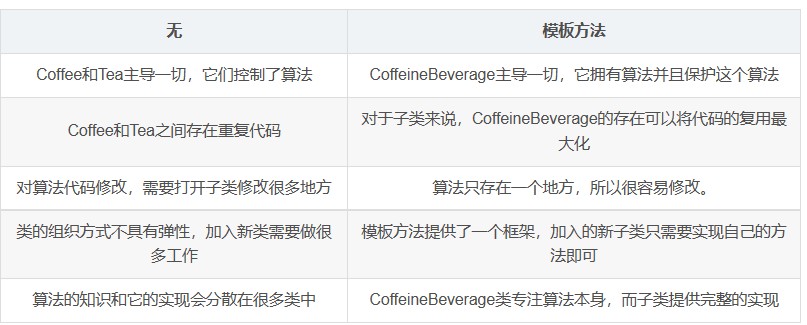 无
模板方法
Coffee和Tea主导一切，它们控制了算法
CoffeineBeverage主导一切，它拥有算法并且保护这个算法
Coffee和Tea之间存在重复代码
对于子类来说，CoffeineBeverage的存在可以将代码的复用最
大化
对算法代码修改，需要打开子类修改很多地方
算法只存在一个地方，所以很容易修改。
类的组织方式不具有弹性，加入新类需要做很
多工作
模板方法提供了一个框架，加入的新子类只需要实现自己的方
法即可
算法的知识和它的实现会分散在很多类中
CoffeineBeverage类专注算法本身，而子类提供完整的实现